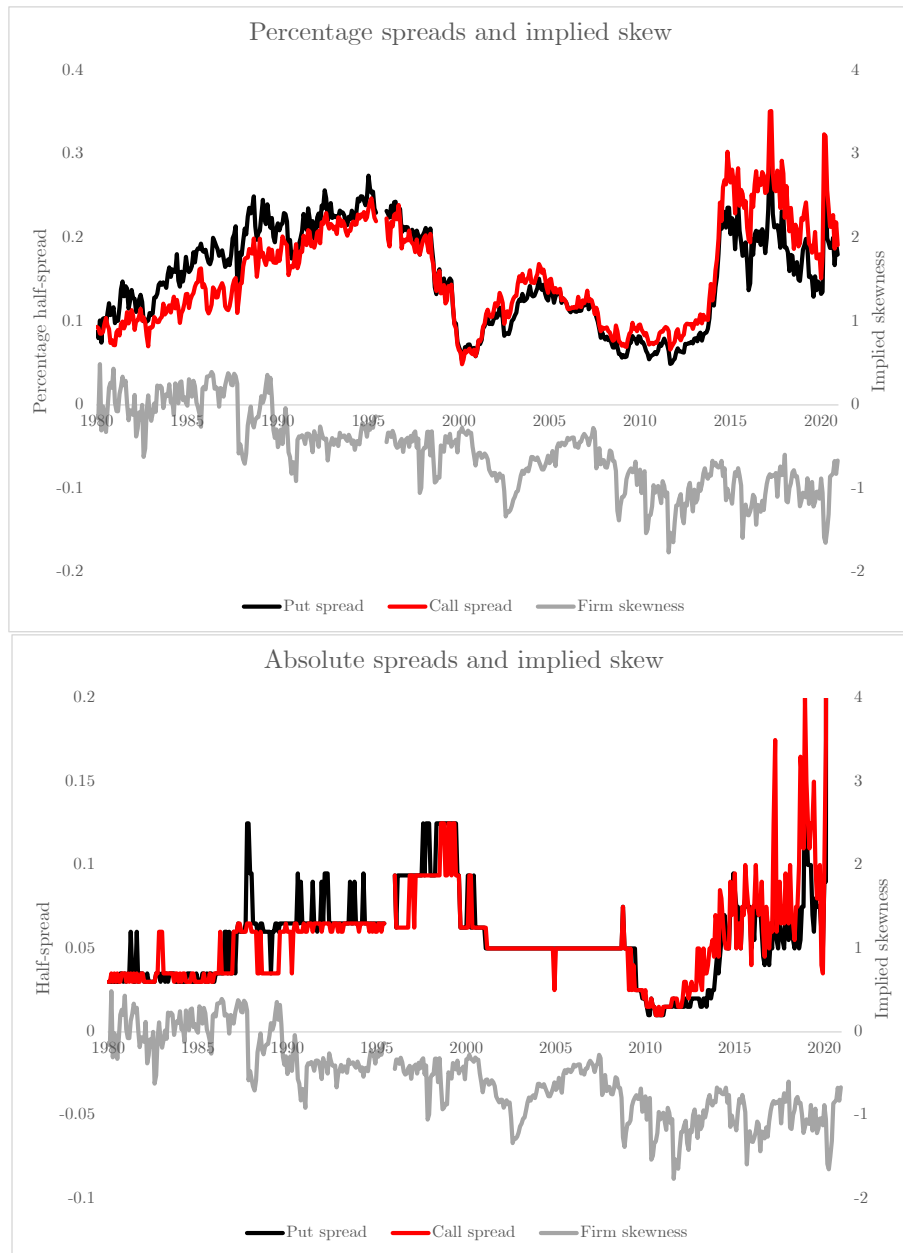 Percentage spreads and implied skew
0.4 4
0.3 3
0.2 2
0.1 1
0 0
1980 1985 1990 1995 2000 2005 2010 2015 2020
-0.1 -1
-0.2 -2
Percentage half-spread
Implied skewness
Put spread Call spread Firm skewness
Absolute spreads and implied skew
0.2 4
0.15 3
0.1 2
0.05 1
0 0
1980 1985 1990 1995 2000 2005 2010 2015 2020
-0.05 -1
-0.1 -2
Half-spread
Implied skewness
Put spread Call spread Firm skewness